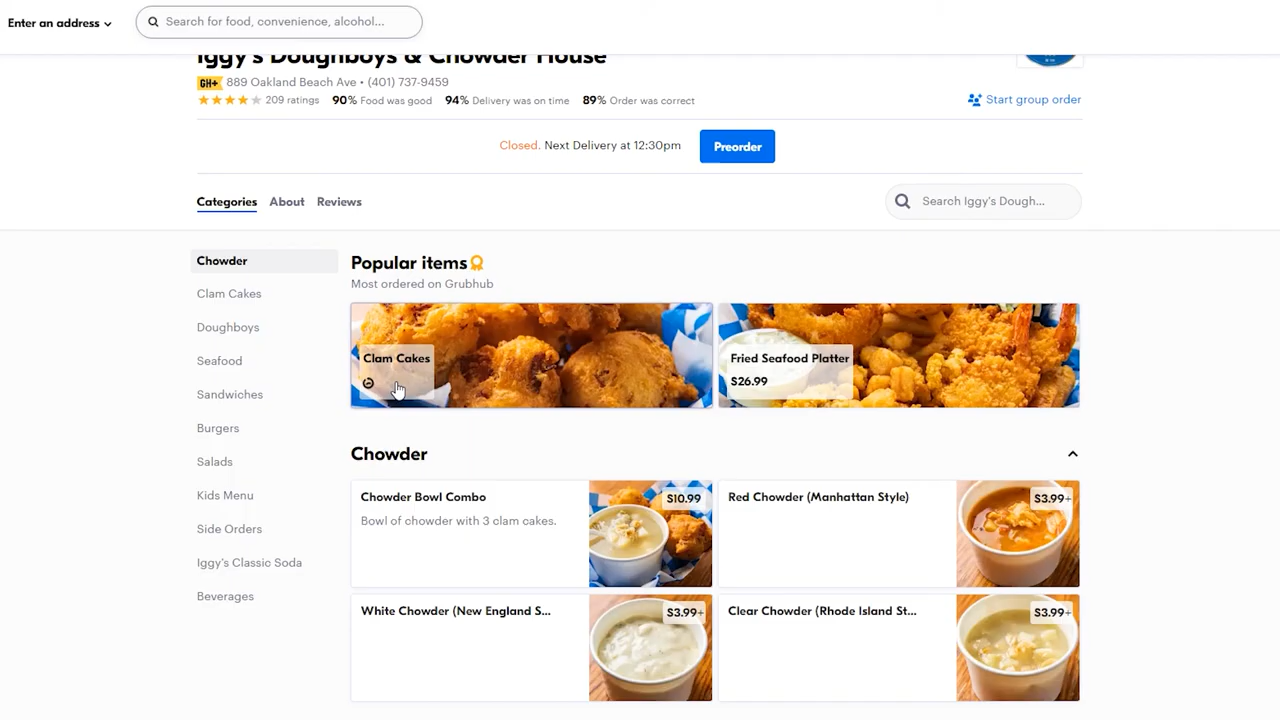 Enter an address
Search for food, convenience, alcohol...
Iggy's Doughboys & Chowder House
GH+ 889 Oakland Beach Ave • (401) 737-9459
209 ratings 90% Food was good 94% Delivery was on time 89% Order was correct
Start group order
Closed. Next Delivery at 12:30pm
Preorder
Categories About Reviews
Search Iggy's Dough...
Chowder
Clam Cakes
Doughboys
Seafood
Sandwiches
Burgers
Salads
Kids Menu
Side Orders
Iggy's Classic Soda
Beverages
Popular items
Most ordered on Grubhub
Clam Cakes
Fried Seafood Platter
$26.99
Chowder
Chowder Bowl Combo
$10.99
Bowl of chowder with 3 clam cakes.
Red Chowder (Manhattan Style)
$3.99+
White Chowder (New England S...
$3.99+
Clear Chowder (Rhode Island St...
$3.99+